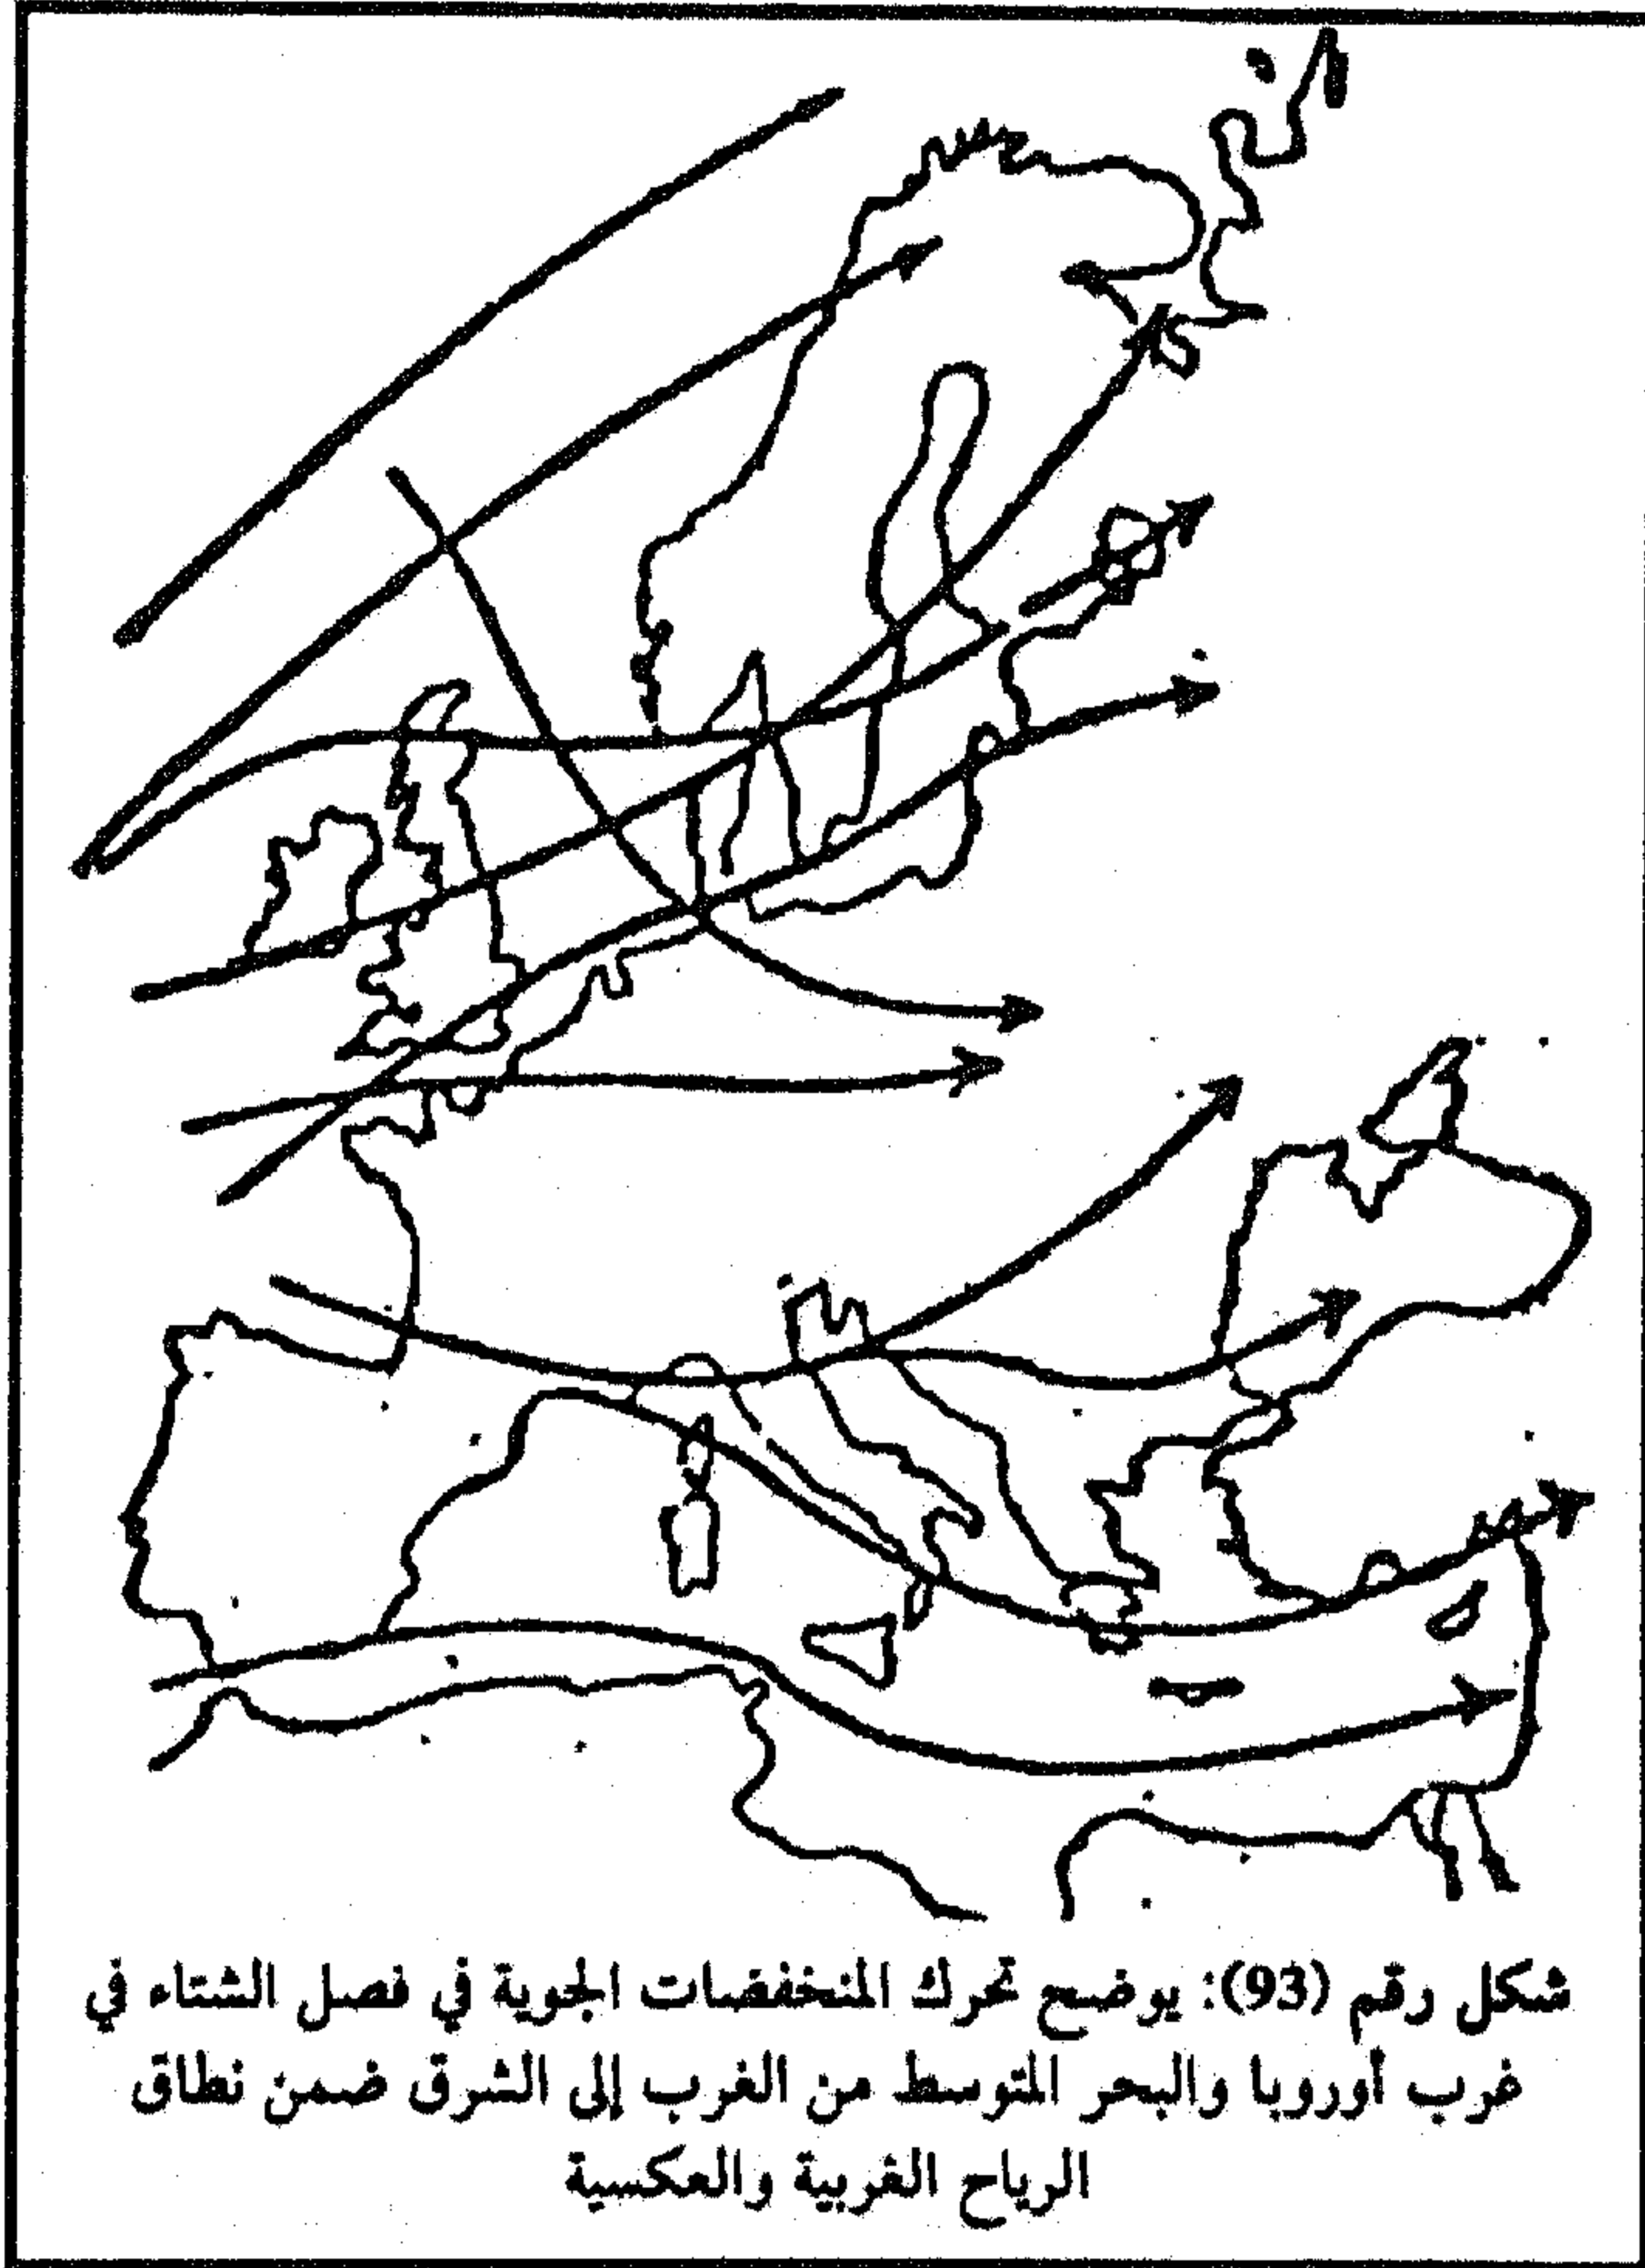 شكل رقم (93): يوضح تحرك المنخفضات الجوية في فصل الشتاء في
غرب أوروبا والبحر المتوسط من الغرب إلى الشرق ضمن نطاق
الرياح الغربية والعكسية